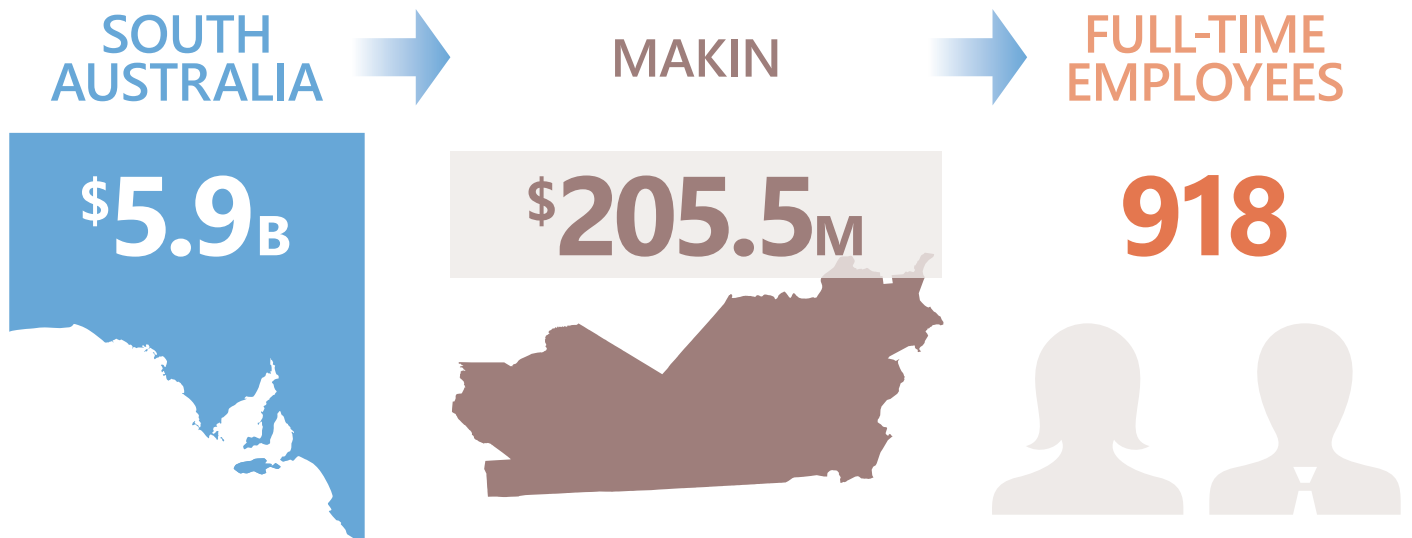 SOUTH
AUSTRALIA
MAKIN
FULL-TIME
EMPLOYEES
$5.9B
$205.5M
918